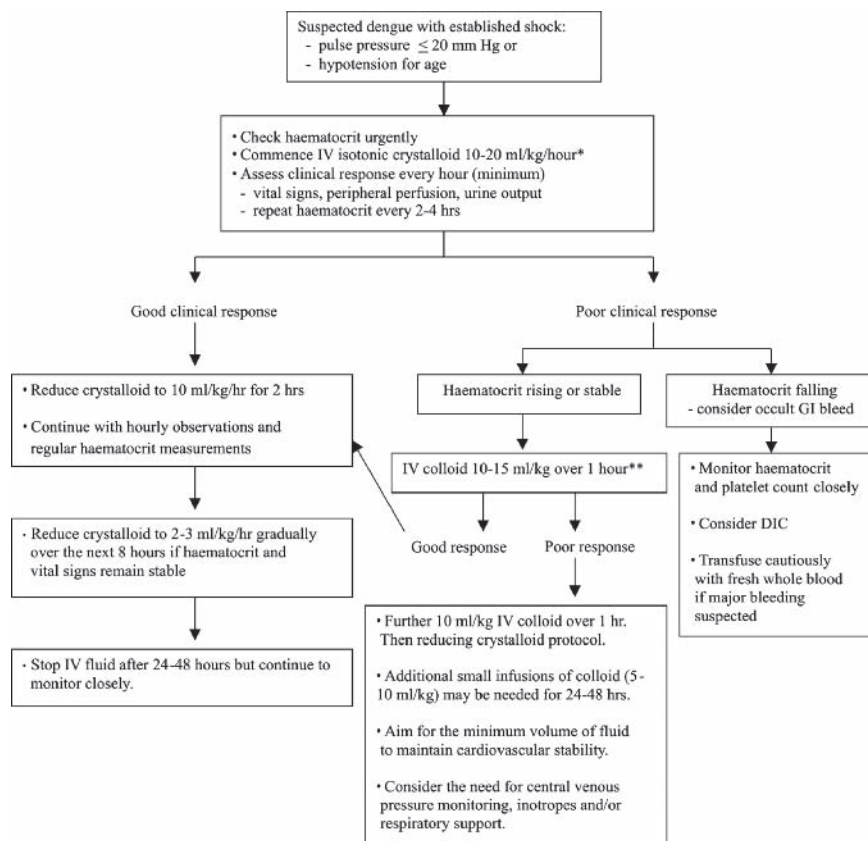 Suspected dengue with established shock:
- pulse pressure ≤ 20 mm Hg or
- hypotension for age
• Check haematocrit urgently
• Commence IV isotonic crystalloid 10-20 ml/kg/hour*
• Assess clinical response every hour (minimum)
- vital signs, peripheral perfusion, urine output
- repeat haematocrit every 2-4 hrs
Good clinical response
Poor clinical response
• Reduce crystalloid to 10 ml/kg/hr for 2 hrs
• Continue with hourly observations and
regular haematocrit measurements
Haematocrit rising or stable
Haematocrit falling
- consider occult GI bleed
IV colloid 10-15 ml/kg over 1 hour**
• Monitor haematocrit
and platelet count closely
• Consider DIC
• Transfuse cautiously
with fresh whole blood
if major bleeding
suspected
· Reduce crystalloid to 2-3 ml/kg/hr gradually
over the next 8 hours if haematocrit and
vital signs remain stable
Good response
Poor response
· Stop IV fluid after 24-48 hours but continue to
monitor closely.
• Further 10 ml/kg IV colloid over 1 hr.
Then reducing crystalloid protocol.
• Additional small infusions of colloid (5-
10 ml/kg) may be needed for 24-48 hrs.
• Aim for the minimum volume of fluid
to maintain cardiovascular stability.
• Consider the need for central venous
pressure monitoring, inotropes and/or
respiratory support.